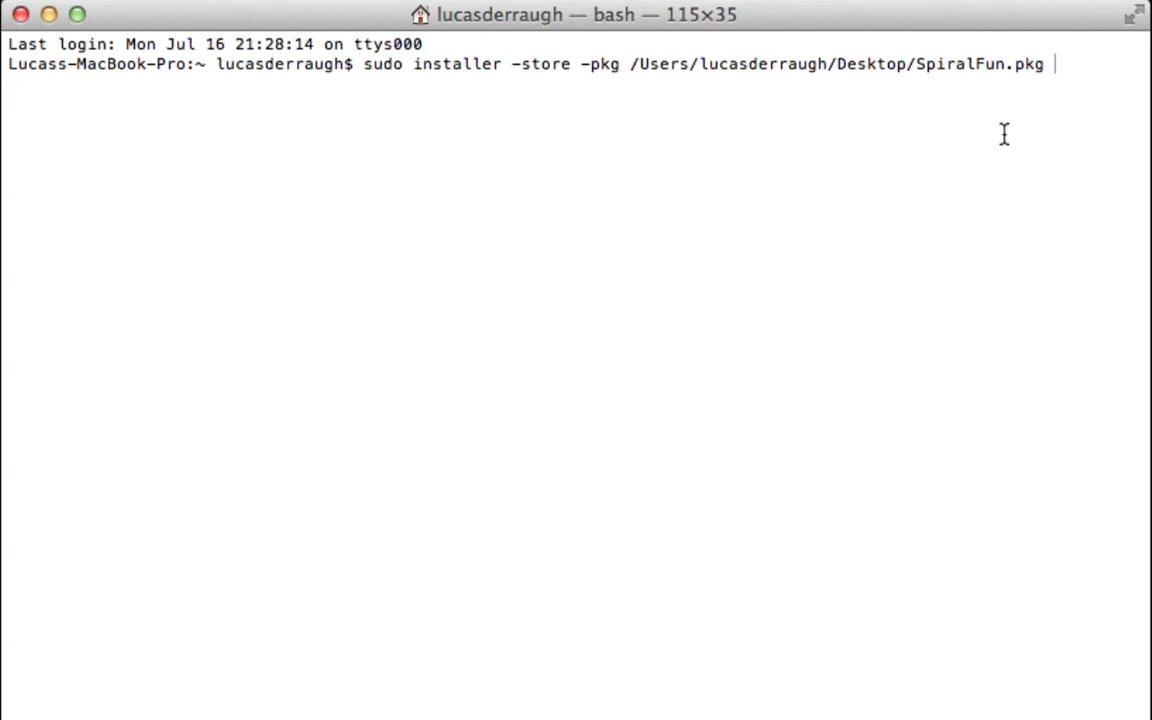 lucasderraugh — bash — 115×35
Last login: Mon Jul 16 21:28:14 on ttys000
Lucass-MacBook-Pro:~ lucasderraugh$ sudo installer -store -pkg /Users/lucasderraugh/Desktop/SpiralFun.pkg